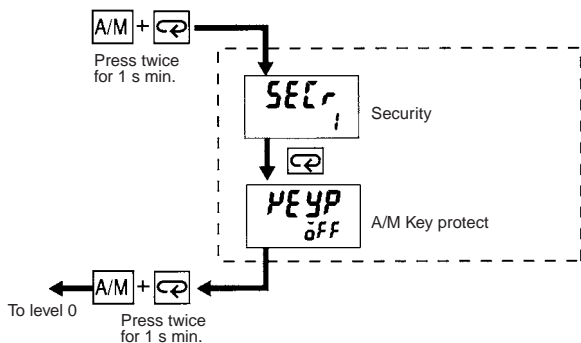 A/M +
Press twice
for 1 s min.
SECr
1
Security
KEYP
oFF
A/M Key protect
A/M +
To level 0
Press twice
for 1 s min.